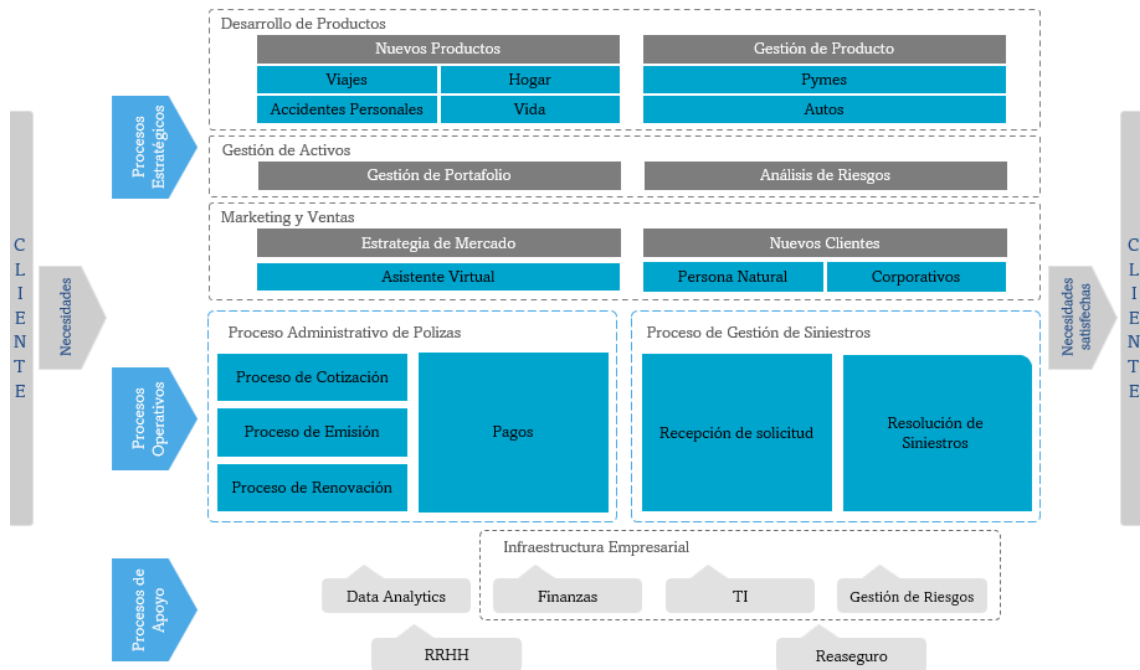 Desarrollo de Productos
Nuevos Productos
Gestión de Producto
Viajes
Hogar
Pymes
Accidentes Personales
Vida
Autos
Procesos
Estratégicos
Gestión de Activos
Gestión de Portafolio
Análisis de Riesgos
Marketing y Ventas
Estrategia de Mercado
Nuevos Clientes
Asistente Virtual
Persona Natural
Corporativos
CLIENTE
Necesidades
Necesidades
satisfechas
CLIENTE
Procesos
Operativos
Proceso Administrativo de Polizas
Proceso de Cotización
Proceso de Emisión
Proceso de Renovación
Pagos
Proceso de Gestión de Siniestros
Recepción de solicitud
Resolución de
Siniestros
Procesos de
Apoyo
Infraestructura Empresarial
Data Analytics
Finanzas
TI
Gestión de Riesgos
RRHH
Reaseguro